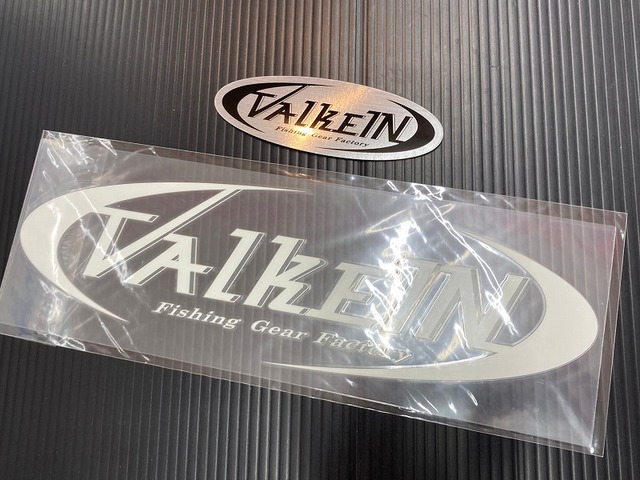 ValkeIN
Fishing Gear Factory
ValkeIN
Fishing Gear Factory